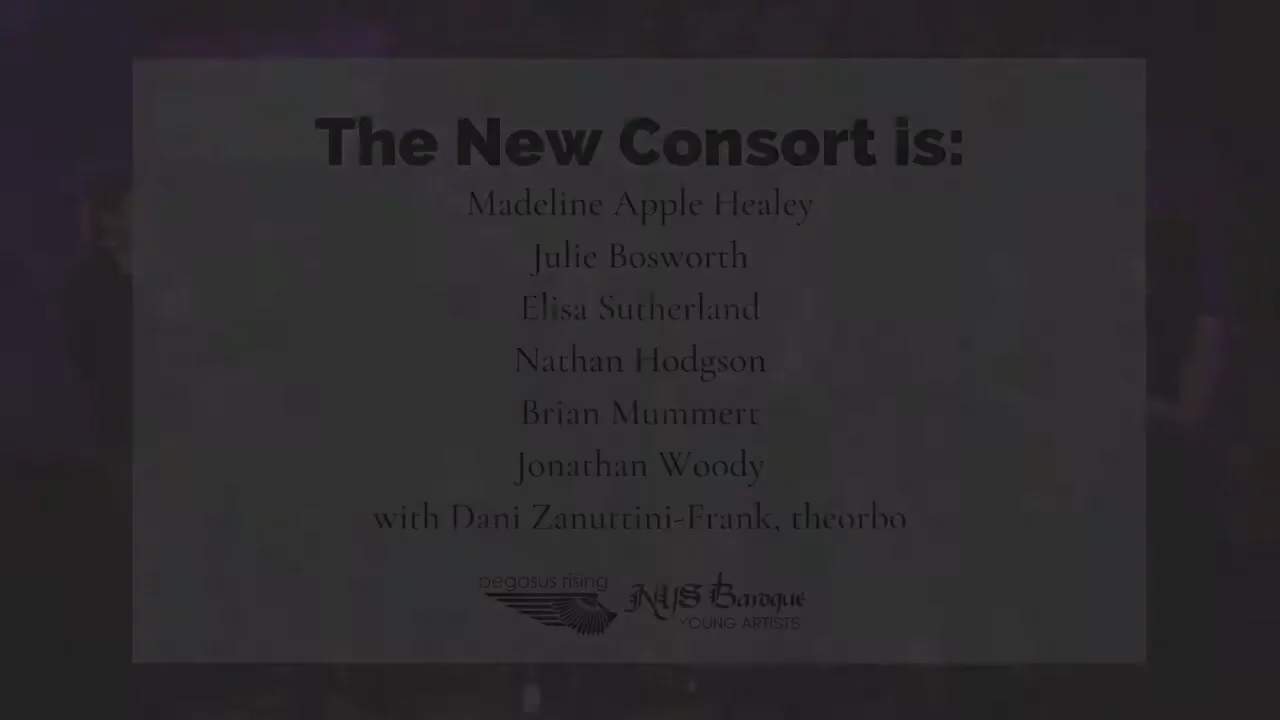 The New Consort is:
Madeline Apple Healey
Julie Bosworth
Elisa Sutherland
Nathan Hodgson
Brian Mummert
Jonathan Woody
with Dani Zanuttini-Frank, theorbo
pegasus rising
NYS Baroque
YOUNG ARTISTS